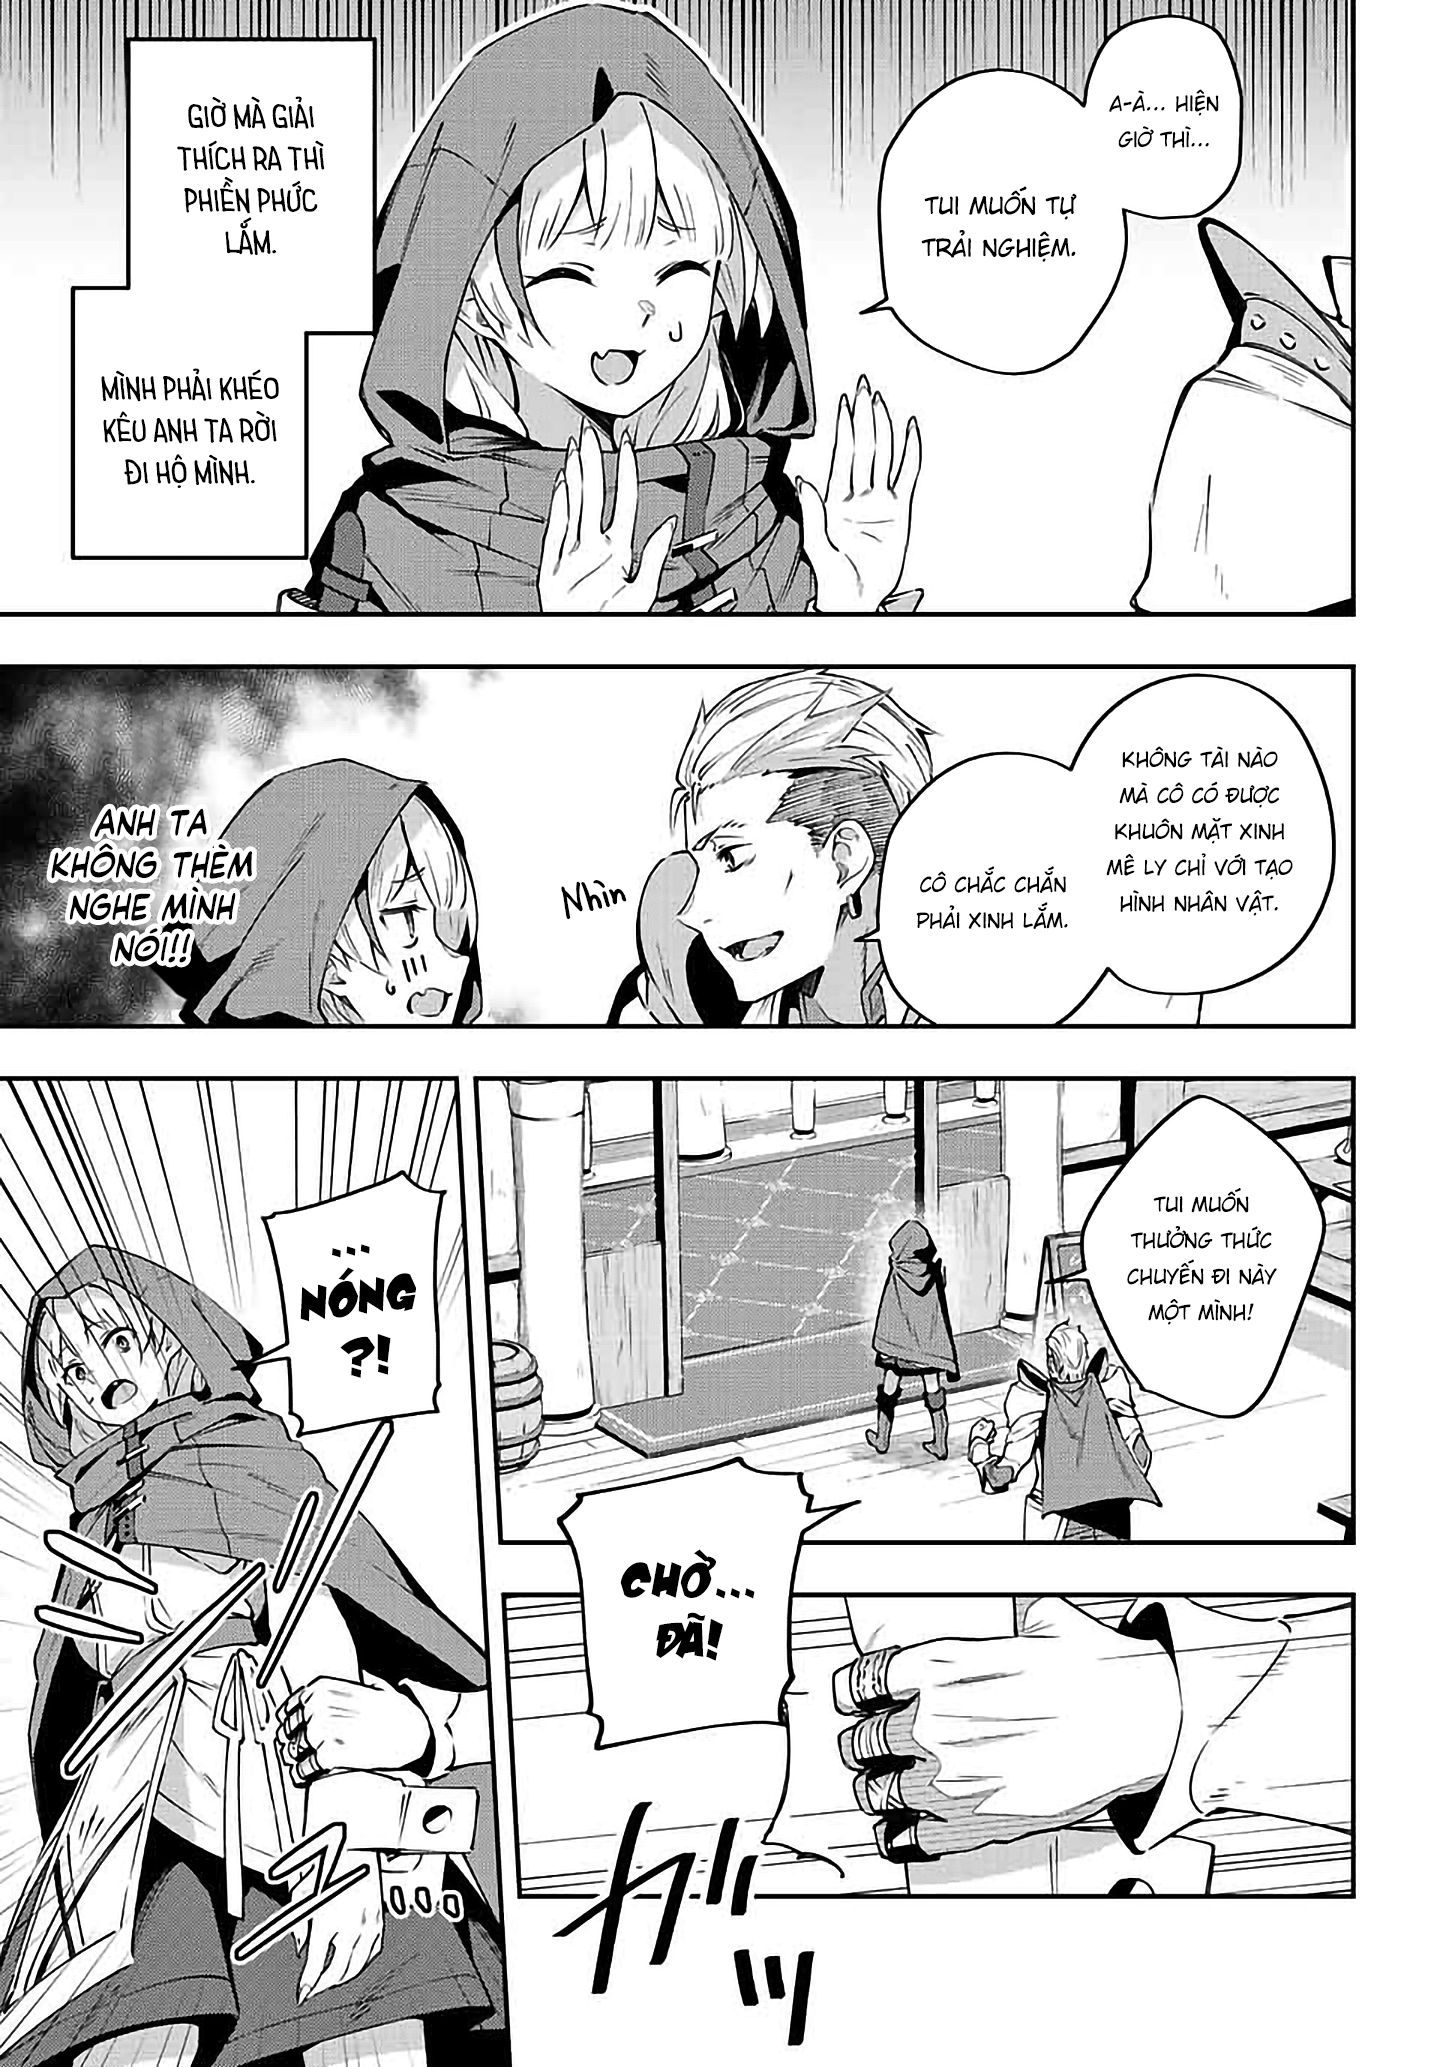 A-À... HIỆN
GIỜ THÌ...
TUI MUỐN TỰ
TRẢI NGHIỆM.
GIỜ MÀ GIẢI
THÍCH RA THÌ
PHIỀN PHỨC
LẮM.
MÌNH PHẢI KHÉO
KÊU ANH TA RỜI
ĐI HỘ MÌNH.
KHÔNG TÀI NÀO
MÀ CÔ CÓ ĐƯỢC
KHUÔN MẶT XINH
MÊ LY CHỈ VỚI TẠO
HÌNH NHÂN VẬT.
CÔ CHẮC CHẮN
PHẢI XINH LẮM.
Nhìn
ANH TA
KHÔNG THÈM
NGHE MÌNH
NÓI!!
TUI MUỐN
THƯỞNG THỨC
CHUYẾN ĐI NÀY
MỘT MÌNH!
CHỜ...
ĐÃ!
ガガッ
...
NÓNG
?!